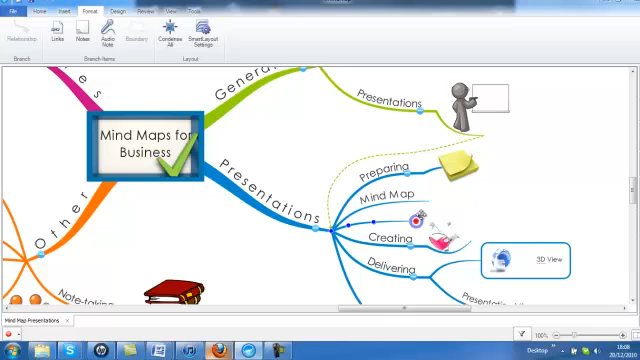 File
Home
Insert
Format
Design
Review
View
Tools
Relationship
Links
Notes
Audio Note
Boundary
Condense All
SmartLayout Settings
Branch
Branch Items
Layout
General
Presentations
Mind Maps for Business
Presentations
Preparing
Mind Map
Creating
Delivering
3D View
Other
Note-taking
Mind Map Presentations
100%
Desktop
18:08
20/12/2010